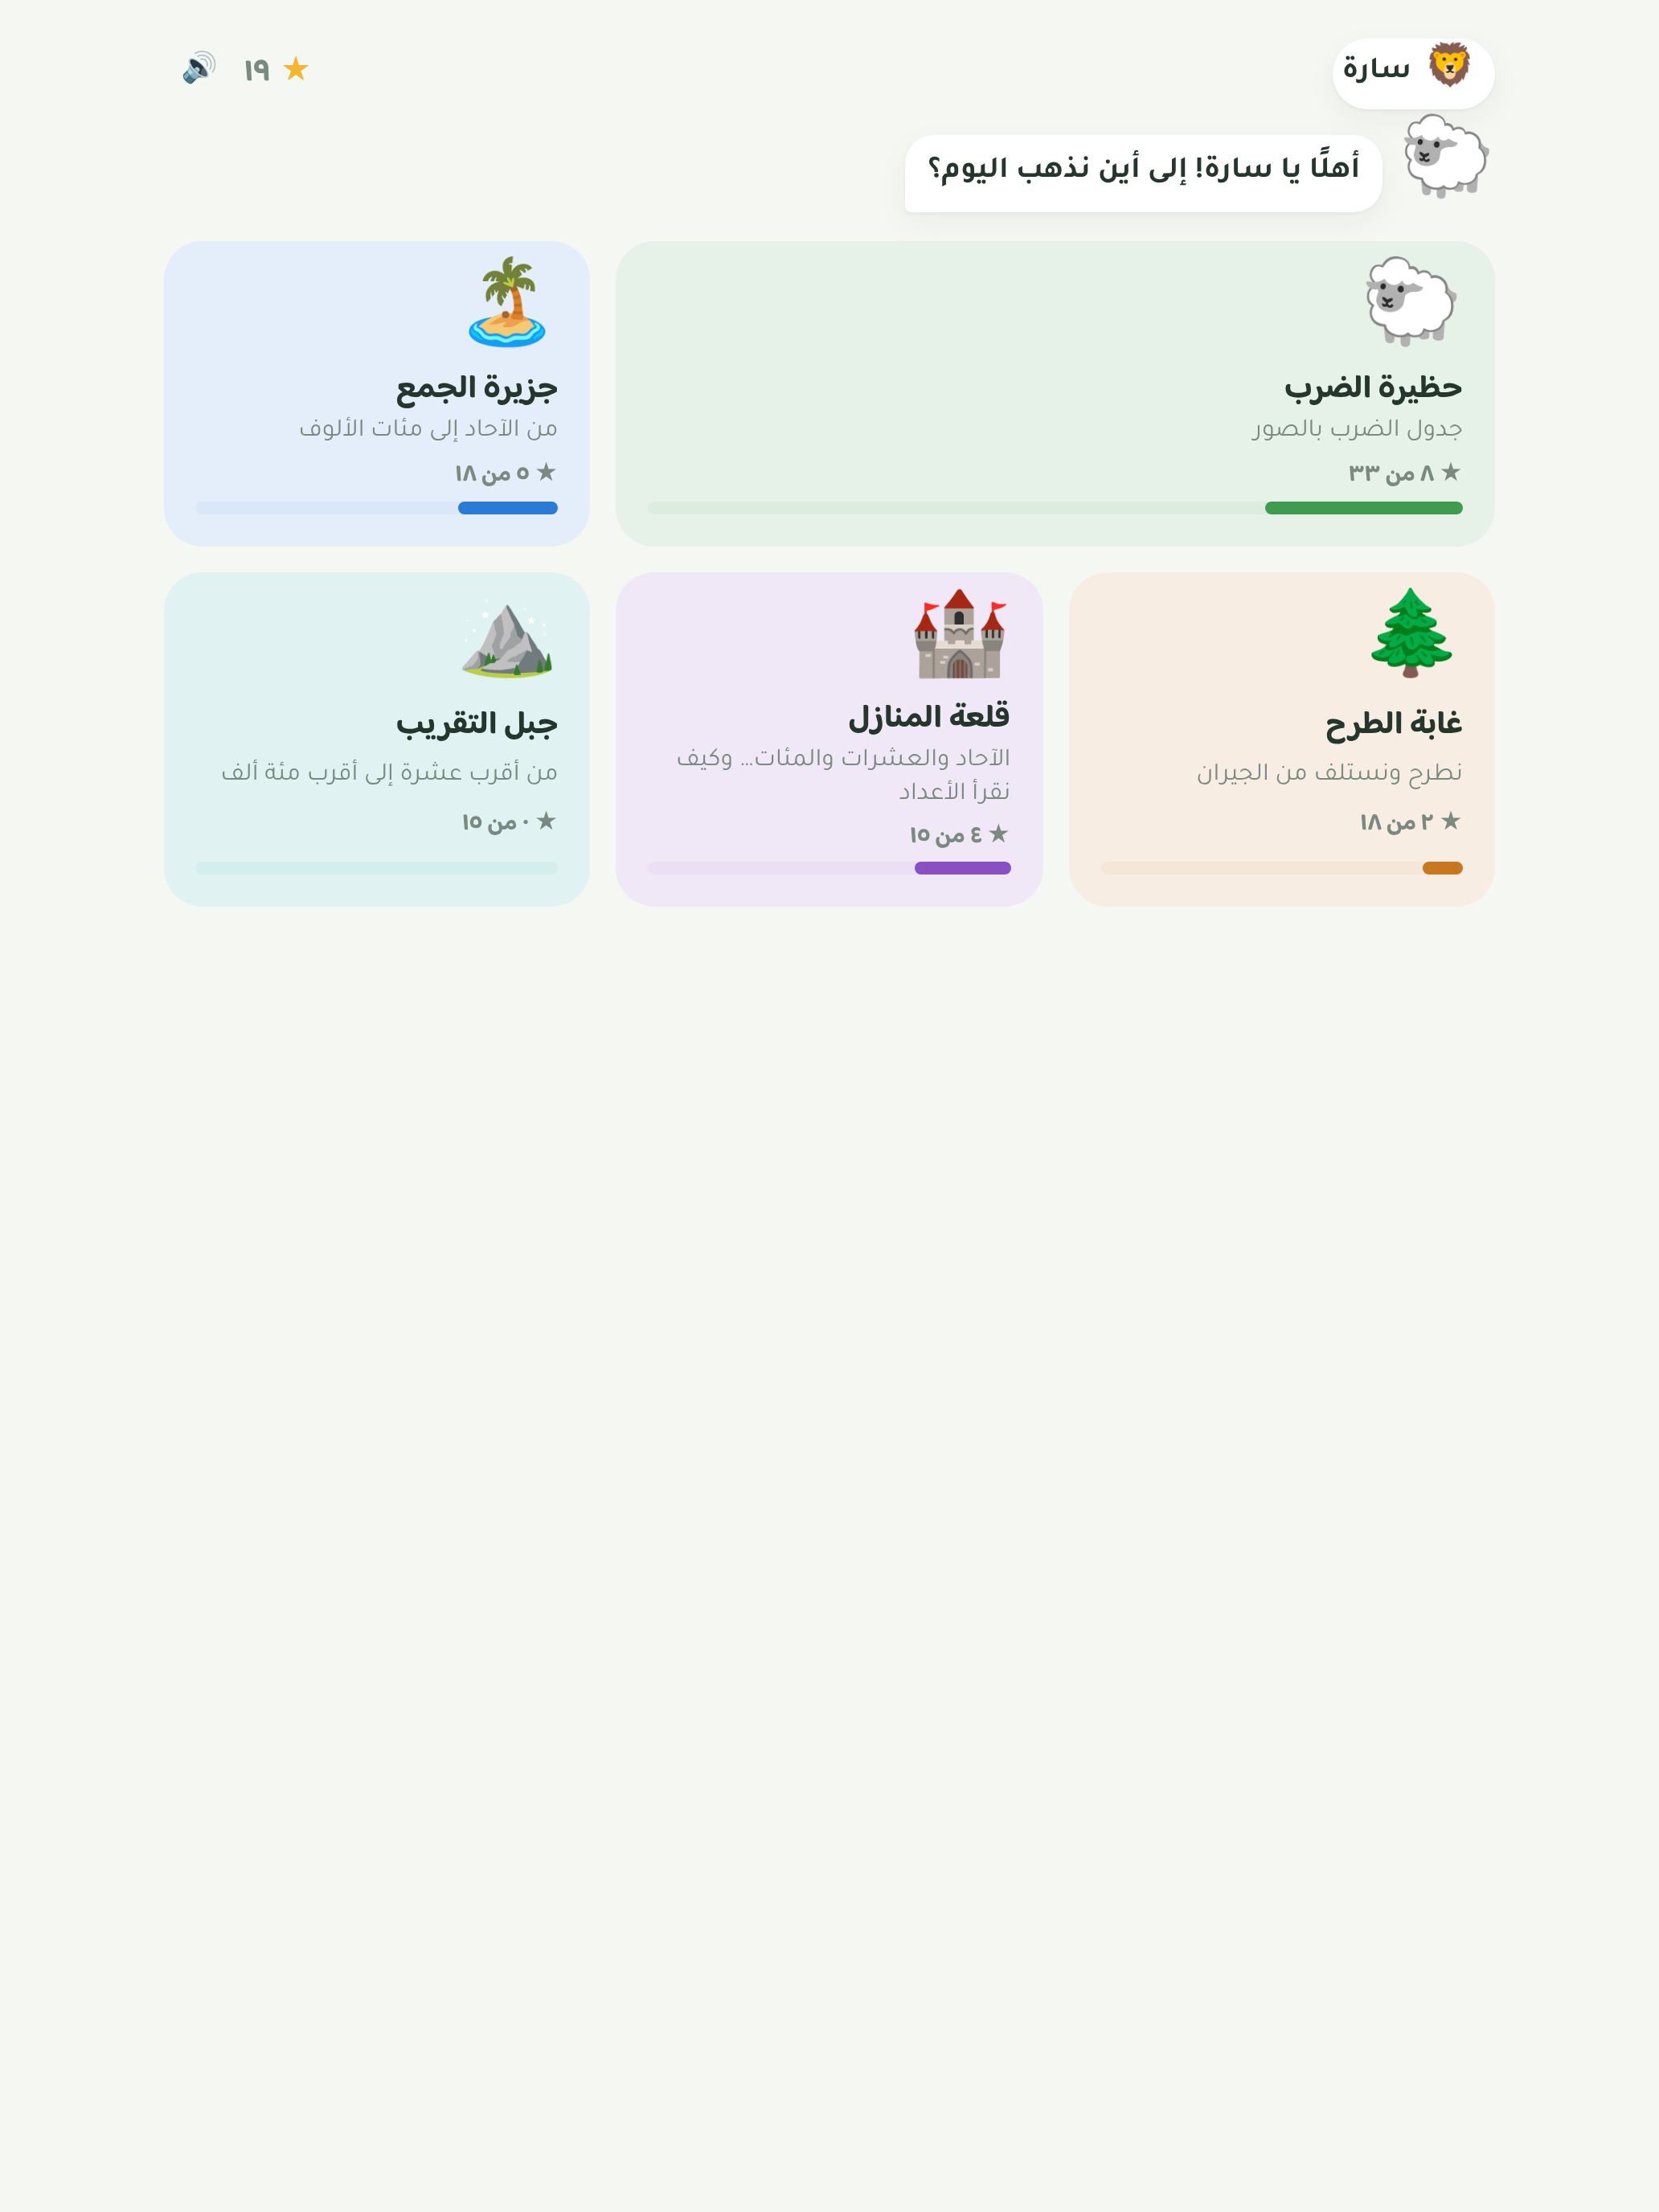 سارة
★ ١٩
أهلًا يا سارة! إلى أين نذهب اليوم؟
حظيرة الضرب
جدول الضرب بالصور
★ ٨ من ٣٣
جزيرة الجمع
من الآحاد إلى مئات الألوف
★ ٥ من ١٨
غابة الطرح
نطرح ونستلف من الجيران
★ ٢ من ١٨
قلعة المنازل
الآحاد والعشرات والمئات… وكيف
نقرأ الأعداد
★ ٤ من ١٥
جبل التقريب
من أقرب عشرة إلى أقرب مئة ألف
★ ٠ من ١٥